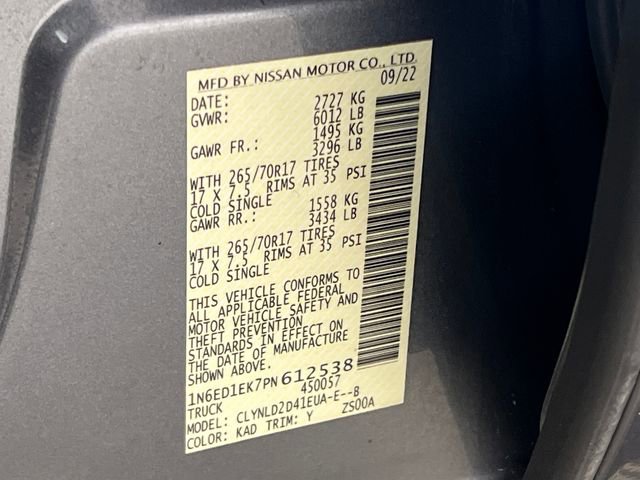 MFD BY NISSAN MOTOR CO., LTD.
DATE: 09/22
GVWR: 2727 KG
6012 LB
GAWR FR.: 1495 KG
3296 LB
WITH 265/70R17 TIRES
17 X 7.5 RIMS AT 35 PSI
COLD SINGLE
GAWR RR.: 1558 KG
3434 LB
WITH 265/70R17 TIRES
17 X 7.5 RIMS AT 35 PSI
COLD SINGLE
THIS VEHICLE CONFORMS TO
ALL APPLICABLE FEDERAL
MOTOR VEHICLE SAFETY AND
THEFT PREVENTION
STANDARDS IN EFFECT ON
THE DATE OF MANUFACTURE
SHOWN ABOVE.
1N6ED1EK7PN612538
TRUCK 450057
MODEL: CLYNLD2D41EUA-E--B
COLOR: KAD TRIM: Y ZS00A